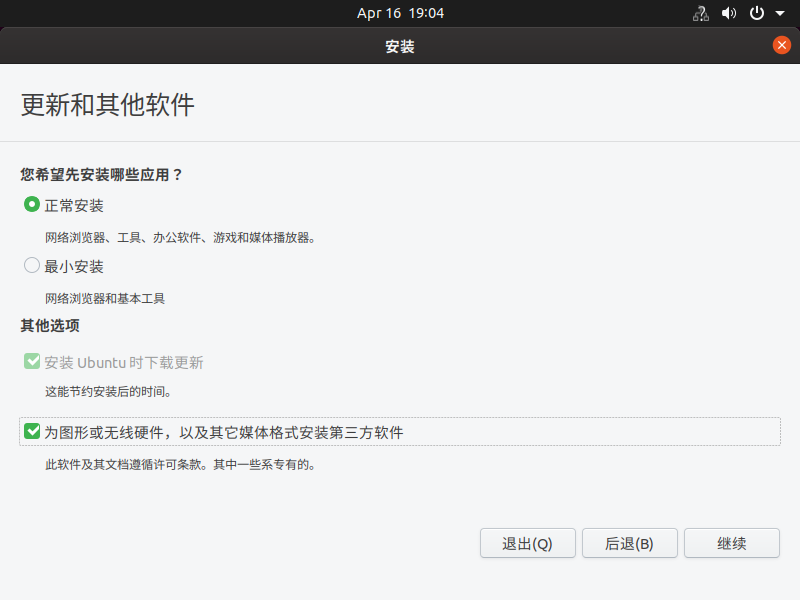 Apr 16 19:04
安装
更新和其他软件
您希望先安装哪些应用？
正常安装
网络浏览器、工具、办公软件、游戏和媒体播放器。
最小安装
网络浏览器和基本工具
其他选项
安装 Ubuntu 时下载更新
这能节约安装后的时间。
为图形或无线硬件，以及其它媒体格式安装第三方软件
此软件及其文档遵循许可条款。其中一些系专有的。
退出(Q) 后退(B) 继续